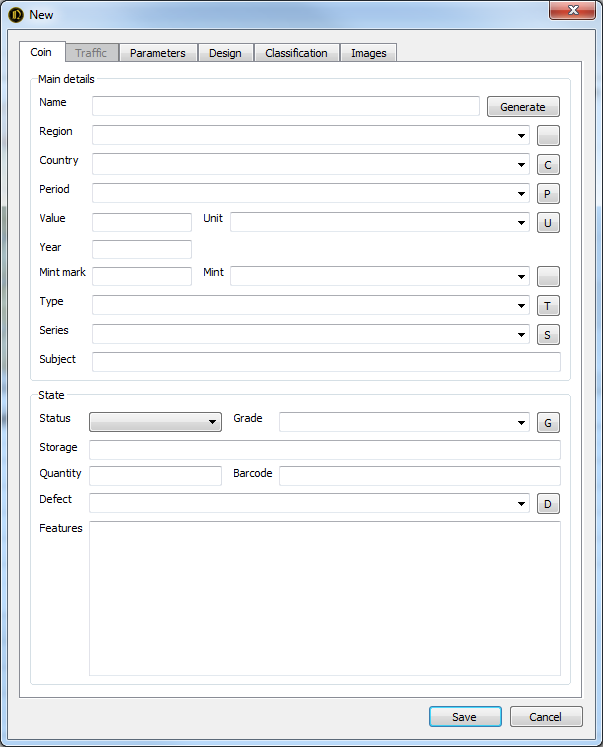 New
Coin Traffic Parameters Design Classification Images
Main details
Name Generate
Region
Country C
Period P
Value Unit U
Year
Mint mark Mint
Type T
Series S
Subject
State
Status Grade G
Storage
Quantity Barcode
Defect D
Features
Save Cancel